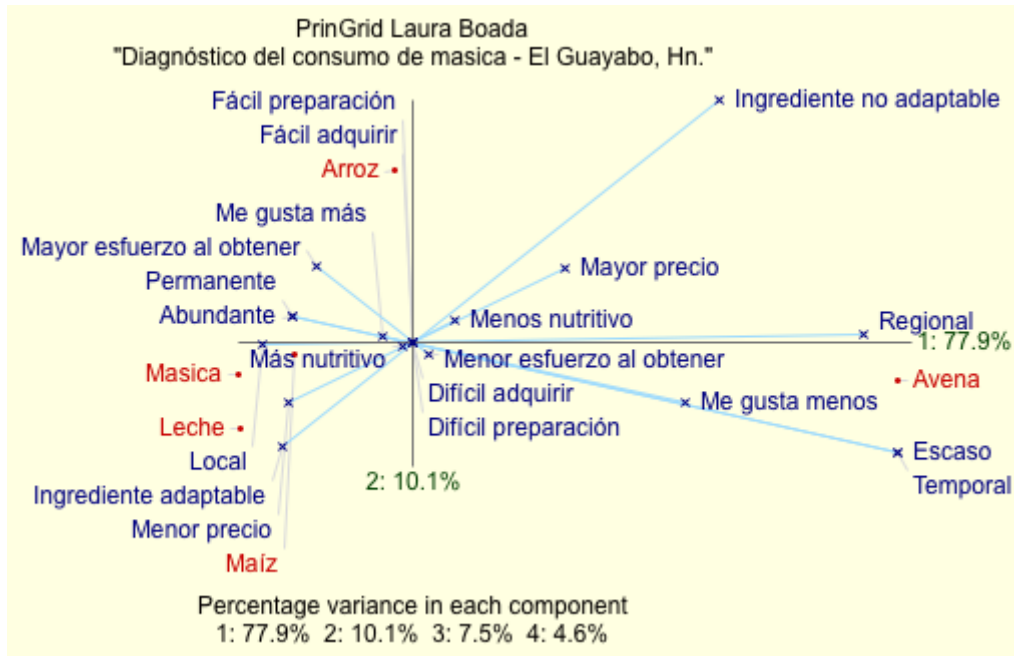 PrinGrid Laura Boada
"Diagnóstico del consumo de masica - El Guayabo, Hn."
Fácil preparación
Ingrediente no adaptable
Fácil adquirir
Arroz
Me gusta más
Mayor esfuerzo al obtener
Mayor precio
Permanente
Abundante
Menos nutritivo
Regional
1: 77.9%
Más nutritivo
Menor esfuerzo al obtener
Masica
Avena
Difícil adquirir
Me gusta menos
Leche
Difícil preparación
Local
Escaso
2: 10.1%
Temporal
Ingrediente adaptable
Menor precio
Maíz
Percentage variance in each component
1: 77.9% 2: 10.1% 3: 7.5% 4: 4.6%